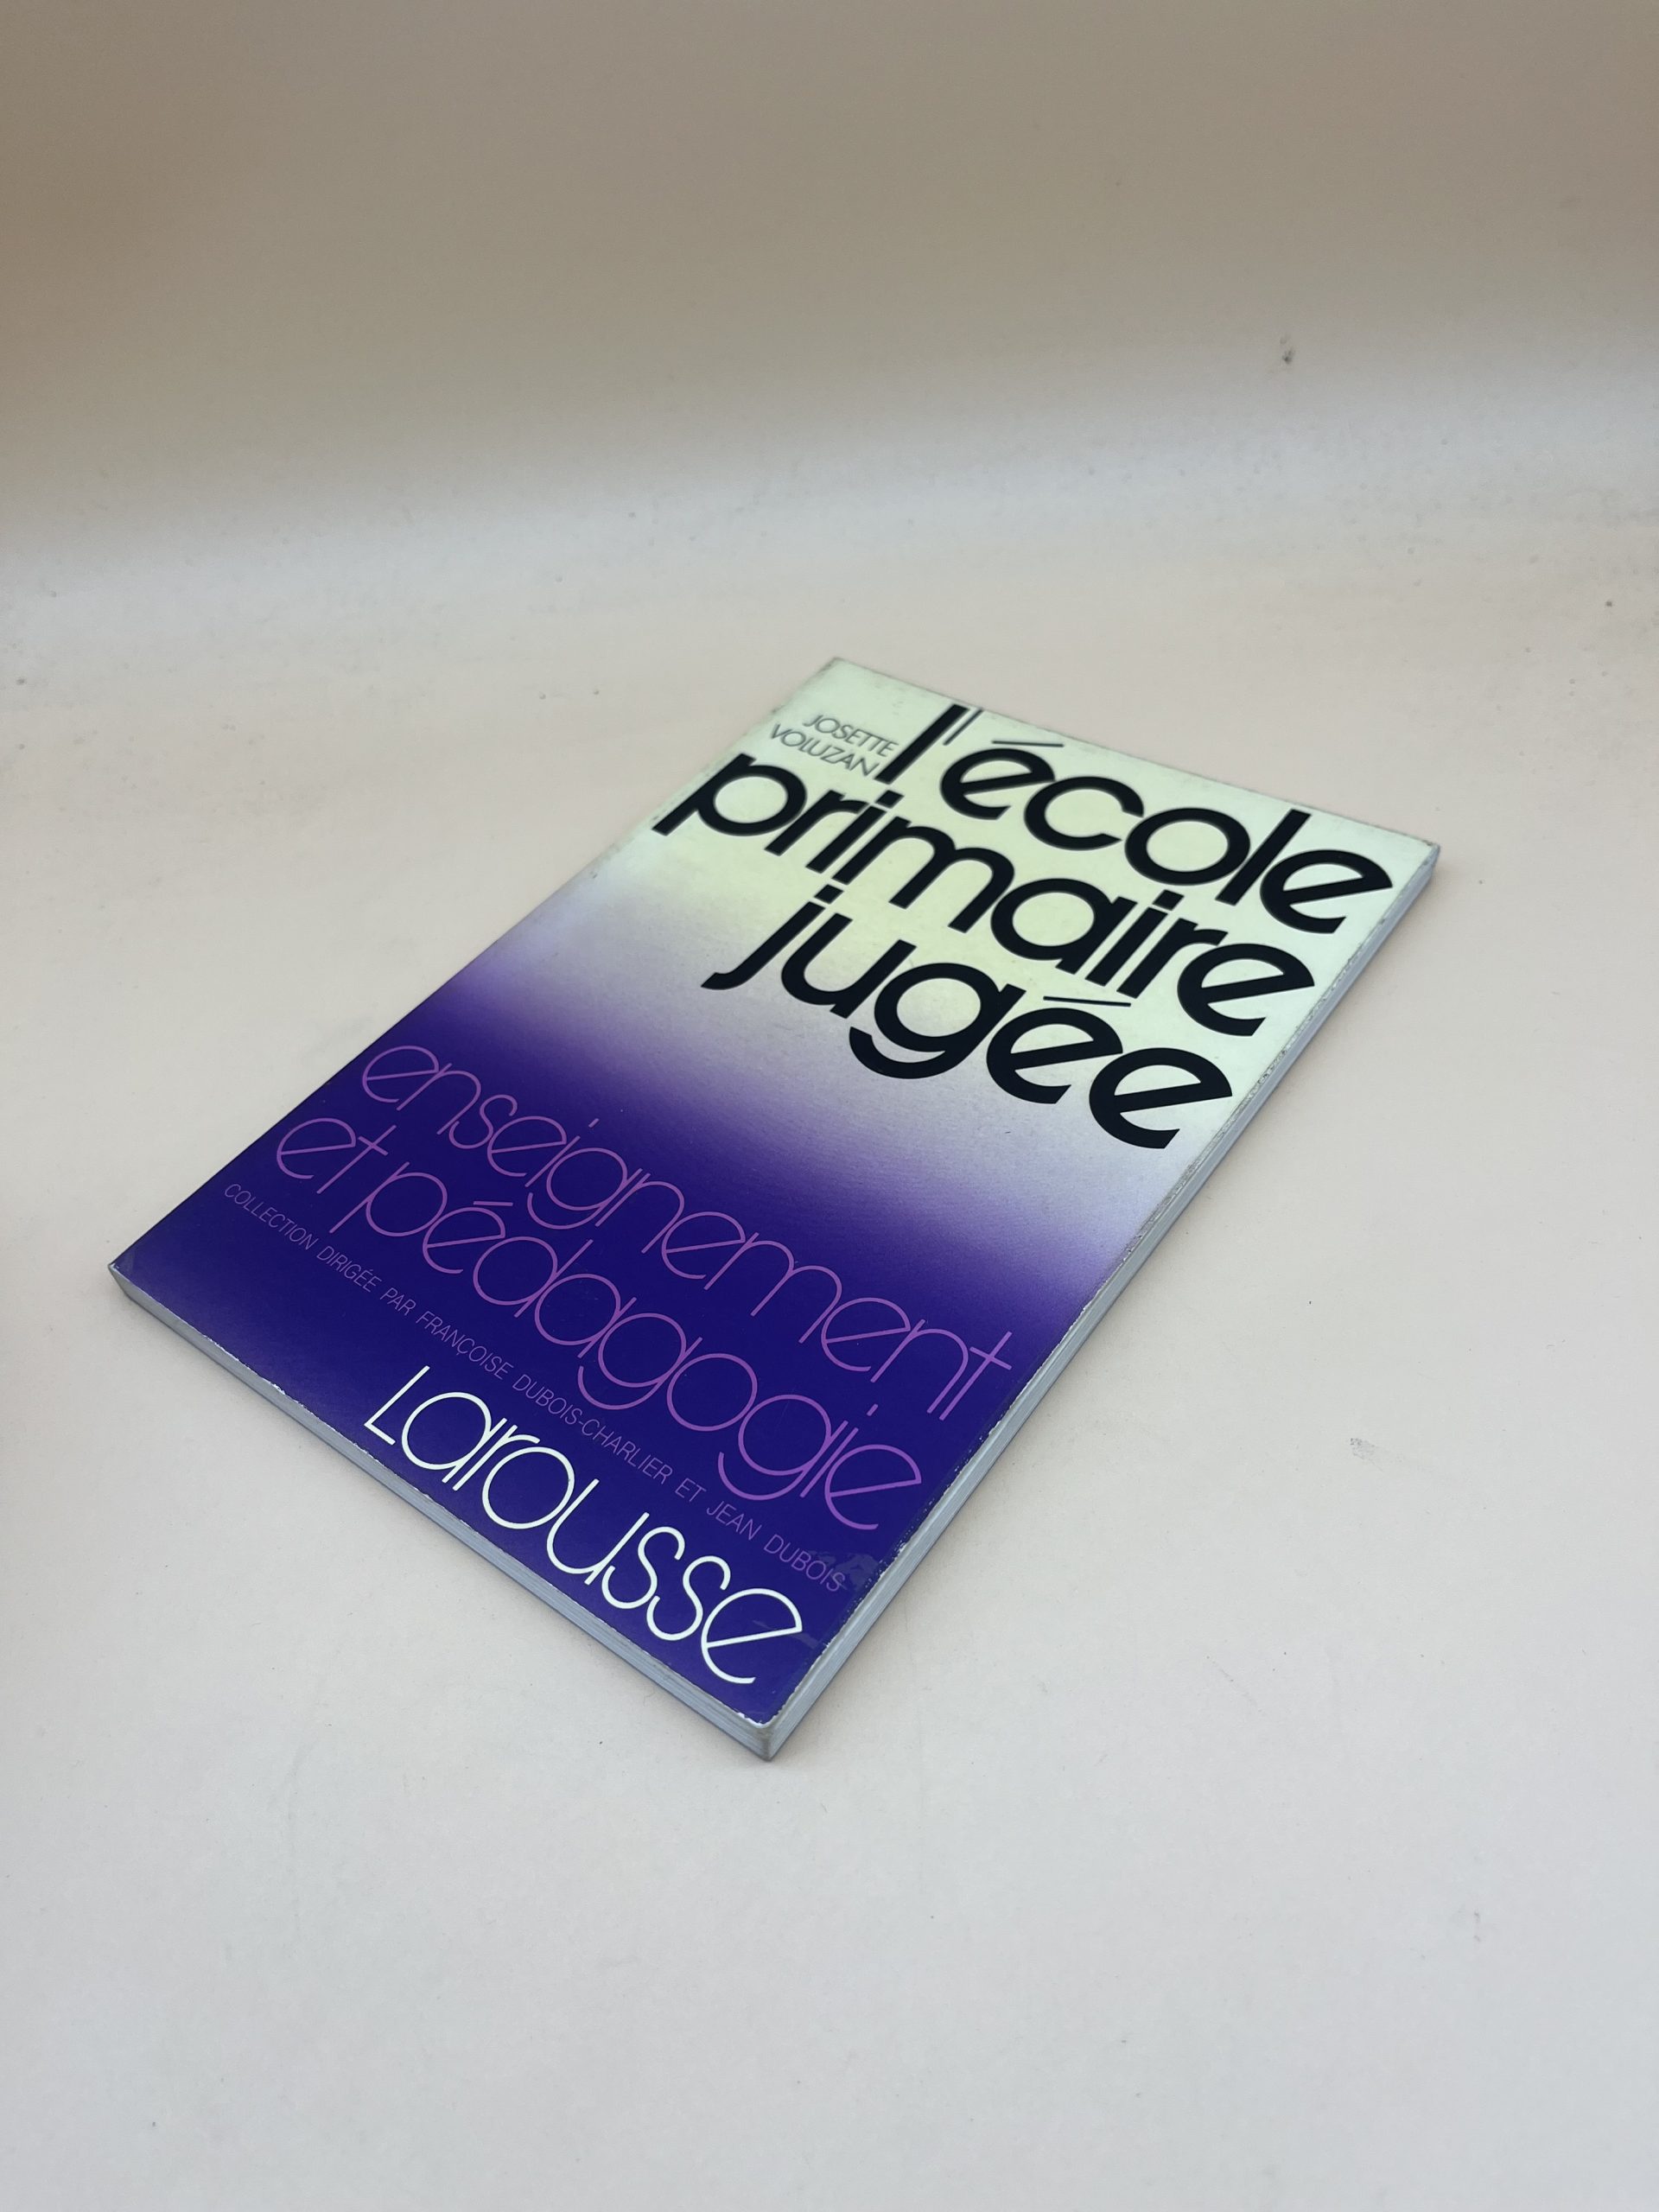 JOSETTE
VOLUZAN
l'école
primaire
jugée
enseignement
et pédagogie
COLLECTION DIRIGÉE PAR FRANÇOISE DUBOIS-CHARLIER ET JEAN DUBOIS
Larousse